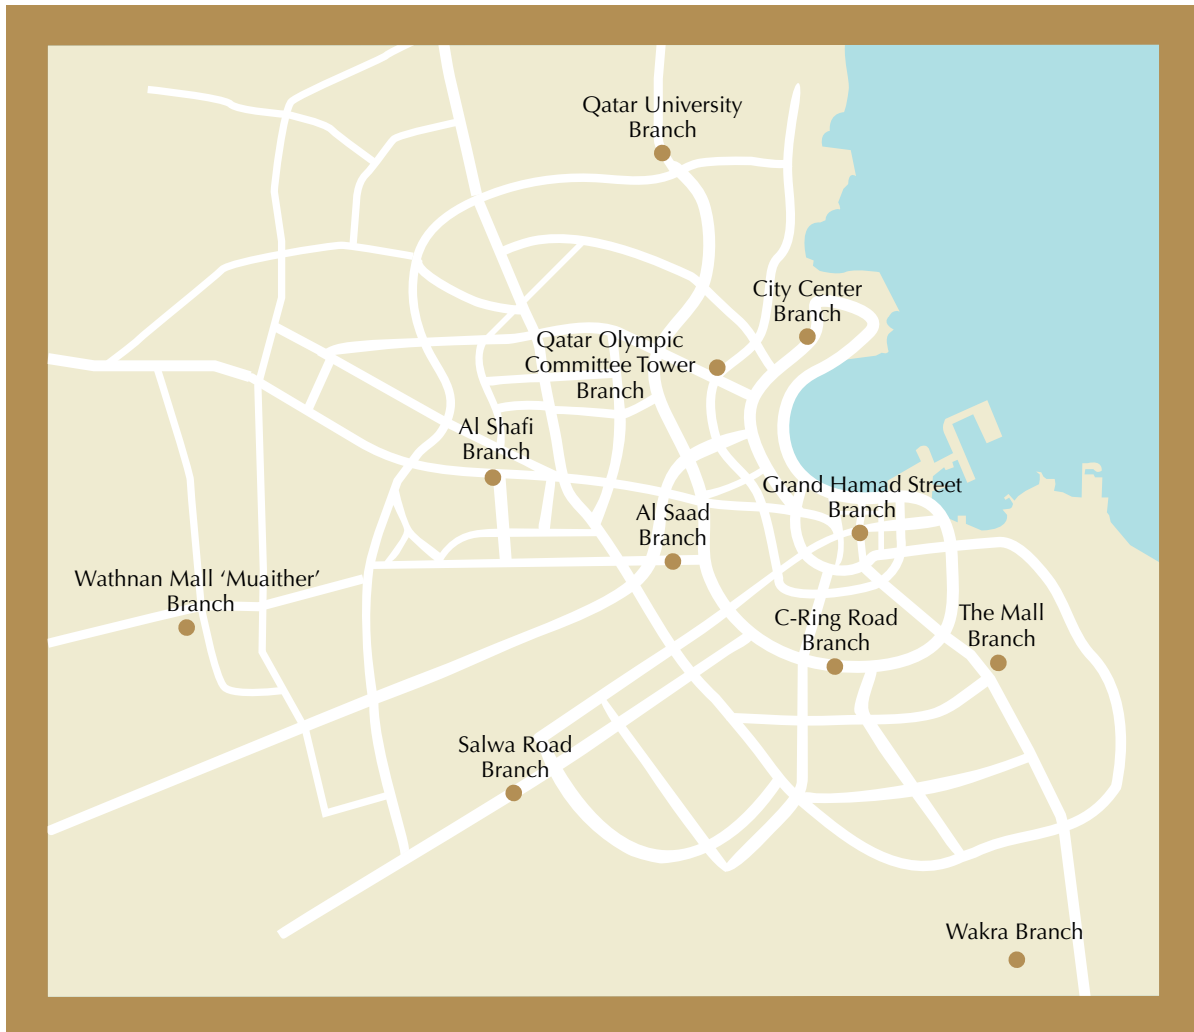 Qatar University
Branch
City Center
Branch
Qatar Olympic
Committee Tower
Branch
Al Shafi
Branch
Grand Hamad Street
Branch
Al Saad
Branch
Wathnan Mall ‘Muaither’
Branch
C-Ring Road
Branch
The Mall
Branch
Salwa Road
Branch
Wakra Branch